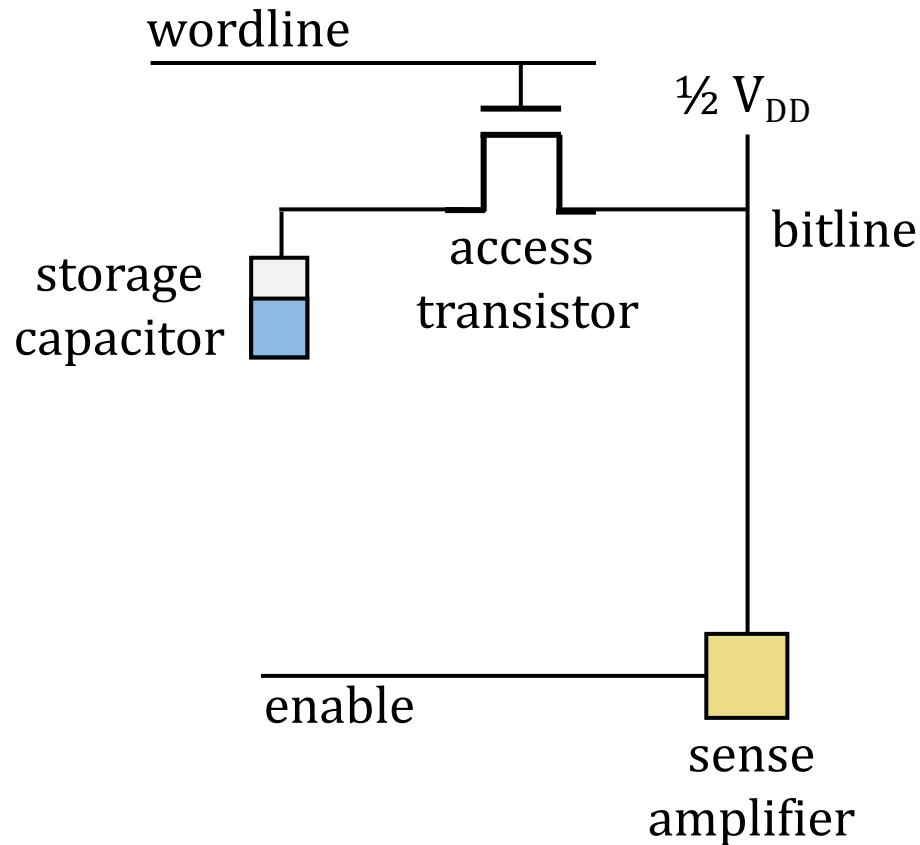 wordline
½ V_DD
bitline
access
transistor
storage
capacitor
enable
sense
amplifier